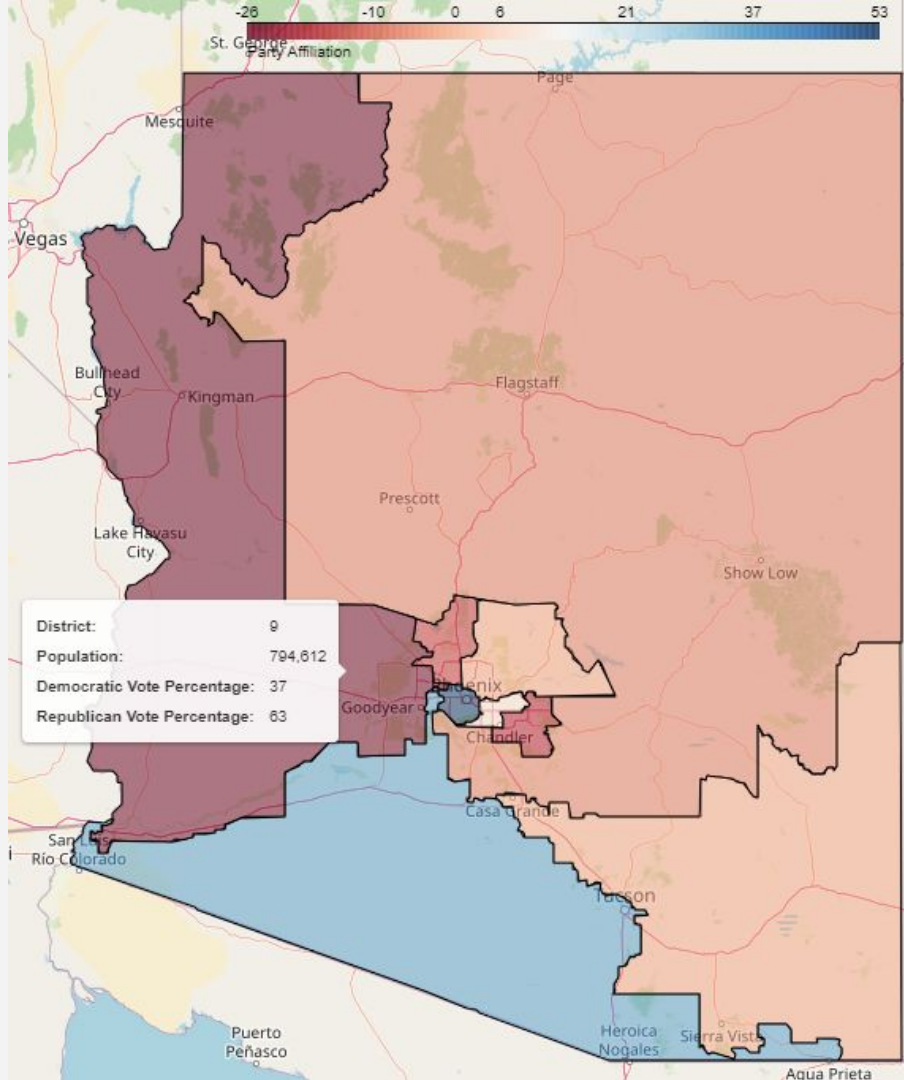 -26 -10 0 6 21 37 53
St. George
Party Affiliation
Page
Mesquite
Vegas
Bullhead
City
Kingman
Flagstaff
Prescott
Lake Havasu
City
Show Low
District: 9
Population: 794,612
Democratic Vote Percentage: 37
Republican Vote Percentage: 63
Phoenix
Goodyear
Chandler
Casa Grande
San Luis
Río Colorado
i
Tucson
Heroica
Nogales
Sierra Vista
Puerto
Peñasco
Agua Prieta